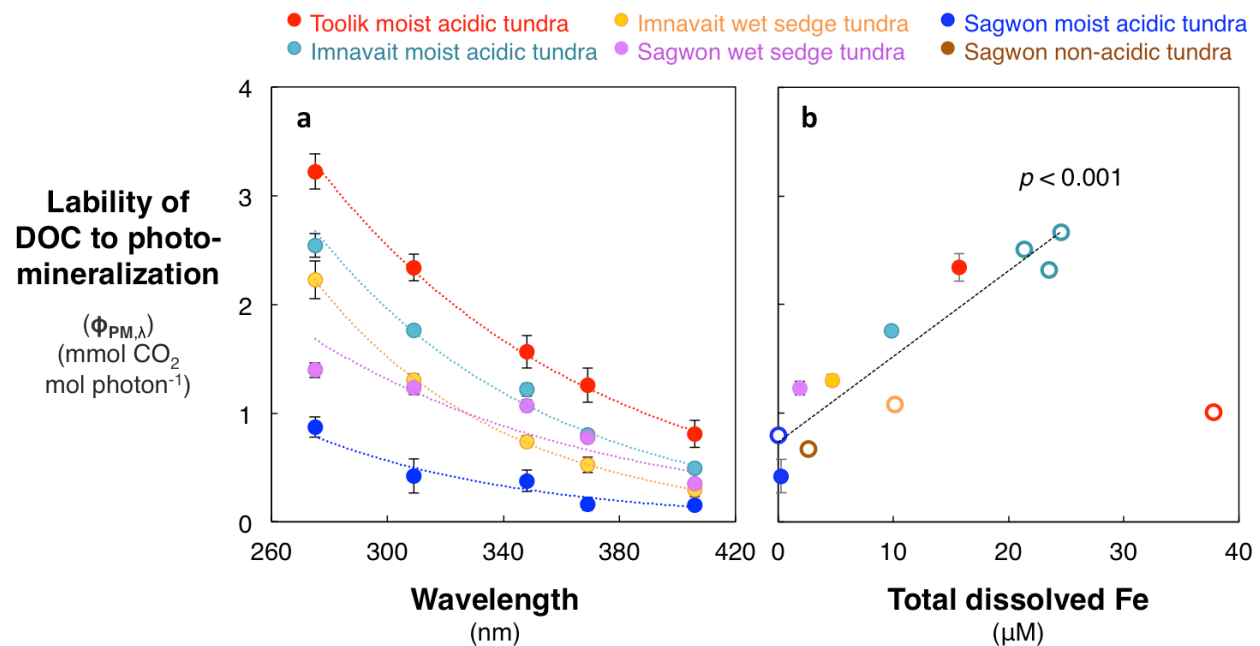 Toolik moist acidic tundra
Imnavait wet sedge tundra
Sagwon moist acidic tundra
Imnavait moist acidic tundra
Sagwon wet sedge tundra
Sagwon non-acidic tundra
Lability of
DOC to photo-
mineralization
(ΦPM,λ)
(mmol CO2
mol photon-1)
4
3
2
1
0
a
260
300
340
380
420
Wavelength
(nm)
b
p < 0.001
0
10
20
30
40
Total dissolved Fe
(μM)